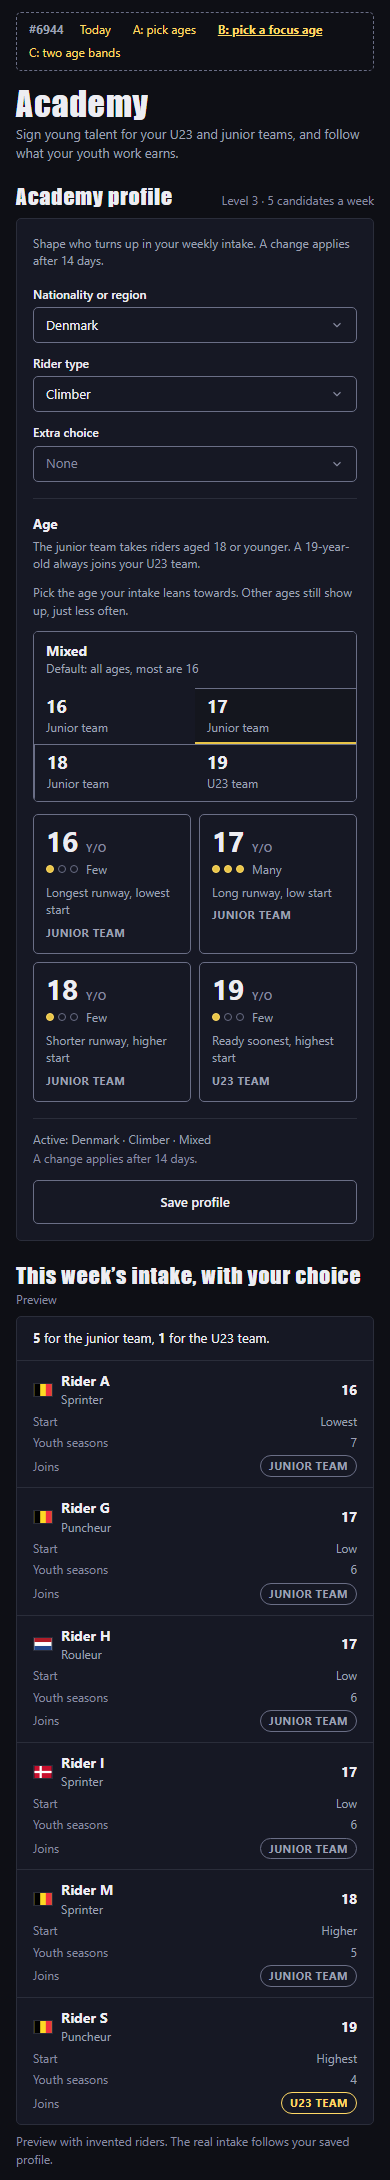 #6944 Today A: pick ages B: pick a focus age
C: two age bands
Academy
Sign young talent for your U23 and junior teams, and follow
what your youth work earns.
Academy profile Level 3 · 5 candidates a week
Shape who turns up in your weekly intake. A change applies
after 14 days.
Nationality or region
Denmark
Rider type
Climber
Extra choice
None
Age
The junior team takes riders aged 18 or younger. A 19-year-
old always joins your U23 team.
Pick the age your intake leans towards. Other ages still show
up, just less often.
Mixed
Default: all ages, most are 16
16 17
Junior team Junior team
18 19
Junior team U23 team
16 Y/O 17 Y/O
Few Many
Longest runway, lowest Long runway, low start
start JUNIOR TEAM
JUNIOR TEAM
18 Y/O 19 Y/O
Few Few
Shorter runway, higher Ready soonest, highest
start start
JUNIOR TEAM U23 TEAM
Active: Denmark · Climber · Mixed
A change applies after 14 days.
Save profile
This week’s intake, with your choice
Preview
5 for the junior team, 1 for the U23 team.
Rider A 16
Sprinter
Start Lowest
Youth seasons 7
Joins JUNIOR TEAM
Rider G 17
Puncheur
Start Low
Youth seasons 6
Joins JUNIOR TEAM
Rider H 17
Rouleur
Start Low
Youth seasons 6
Joins JUNIOR TEAM
Rider I 17
Sprinter
Start Low
Youth seasons 6
Joins JUNIOR TEAM
Rider M 18
Sprinter
Start Higher
Youth seasons 5
Joins JUNIOR TEAM
Rider S 19
Puncheur
Start Highest
Youth seasons 4
Joins U23 TEAM
Preview with invented riders. The real intake follows your saved
profile.